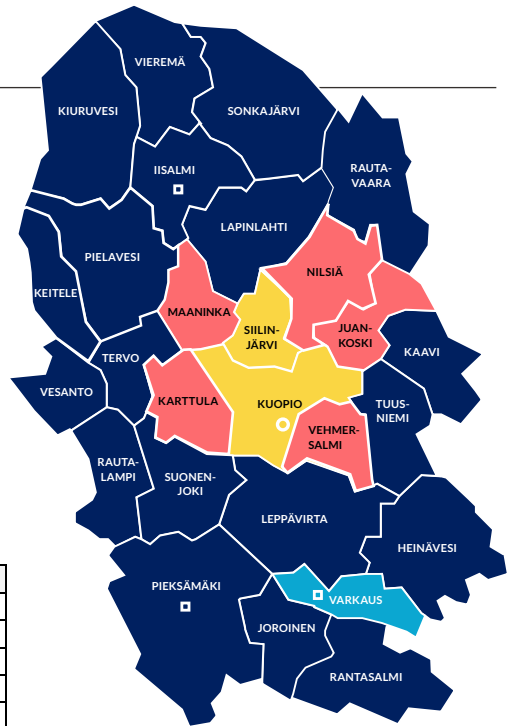 VIEREMÄ
KIURUVESI
SONKAJÄRVI
IISALMI
RAUTA-
VAARA
LAPINLAHTI
PIELAVESI
NILSIÄ
KEITELE
MAANINKA
SIILIN-
JÄRVI
JUAN-
KOSKI
KAAVI
TERVO
VESANTO
KARTTULA
KUOPIO
TUUS-
NIEMI
VEHMER-
SALMI
RAUTA-
LAMPI
SUONEN-
JOKI
LEPPÄVIRTA
HEINÄVESI
PIEKSÄMÄKI
VARKAUS
JOROINEN
RANTASALMI